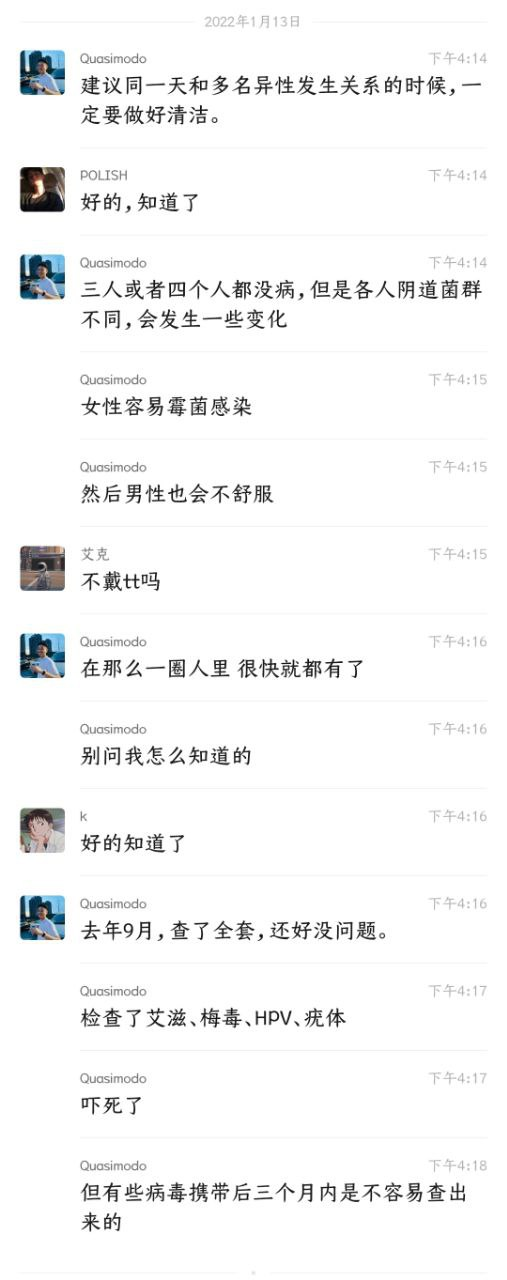 2022年1月13日
Quasimodo 下午4:14
建议同一天和多名异性发生关系的时候,一
定要做好清洁。
POLISH 下午4:14
好的,知道了
Quasimodo 下午4:14
三人或者四个人都没病,但是各人阴道菌群
不同,会发生一些变化
Quasimodo 下午4:15
女性容易霉菌感染
Quasimodo 下午4:15
然后男性也会不舒服
艾克 下午4:15
不戴tt吗
Quasimodo 下午4:16
在那么一圈人里 很快就都有了
Quasimodo 下午4:16
别问我怎么知道的
k 下午4:16
好的知道了
Quasimodo 下午4:16
去年9月,查了全套,还好没问题。
Quasimodo 下午4:17
检查了艾滋、梅毒、HPV、疣体
Quasimodo 下午4:17
吓死了
Quasimodo 下午4:18
但有些病毒携带后三个月内是不容易查出
来的